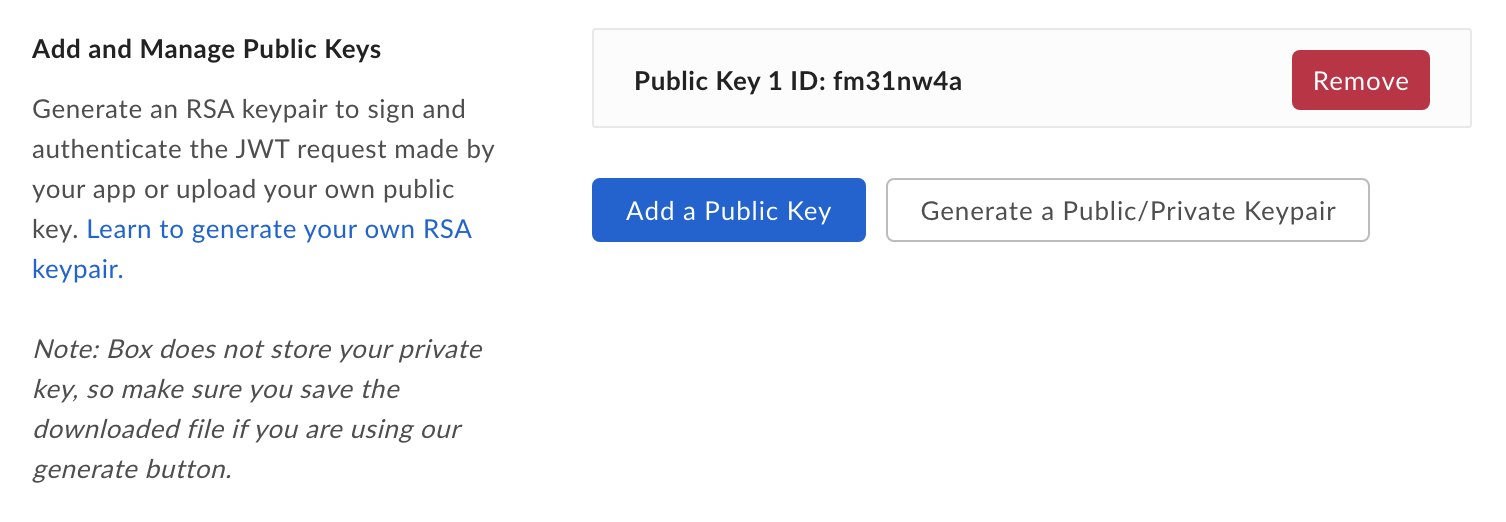 Add and Manage Public Keys
Generate an RSA keypair to sign and
authenticate the JWT request made by
your app or upload your own public
key. Learn to generate your own RSA
keypair.
Note: Box does not store your private
key, so make sure you save the
downloaded file if you are using our
generate button.
Public Key 1 ID: fm31nw4a
Remove
Add a Public Key
Generate a Public/Private Keypair